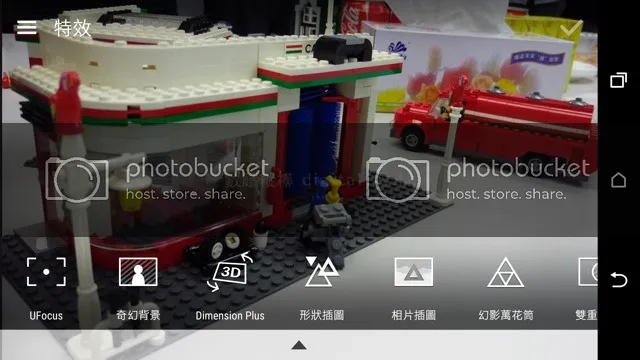 特效
photobucket
host. store. share.
photobucket
host. store. share.
UFocus
奇幻背景
3D
Dimension Plus
形狀插圖
相片插圖
幻影萬花筒
雙重